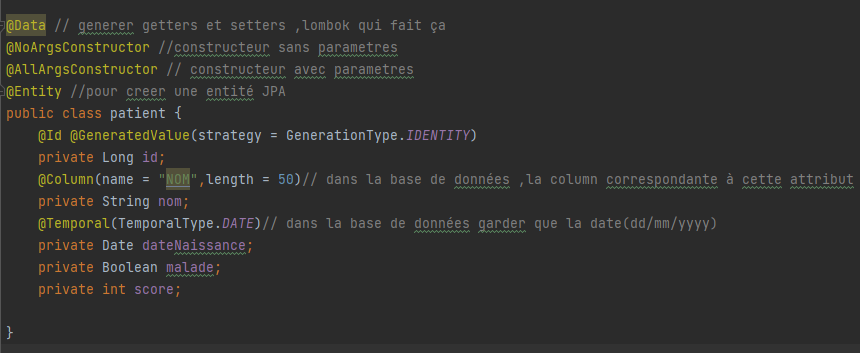 @Data // generer getters et setters ,lombok qui fait ça
@NoArgsConstructor //constructeur sans parametres
@AllArgsConstructor // constructeur avec parametres
@Entity //pour creer une entité JPA
public class patient {
    @Id @GeneratedValue(strategy = GenerationType.IDENTITY)
    private Long id;
    @Column(name = "NOM",length = 50)// dans la base de données ,la column correspondante à cette attribut
    private String nom;
    @Temporal(TemporalType.DATE)// dans la base de données garder que la date(dd/mm/yyyy)
    private Date dateNaissance;
    private Boolean malade;
    private int score;
}